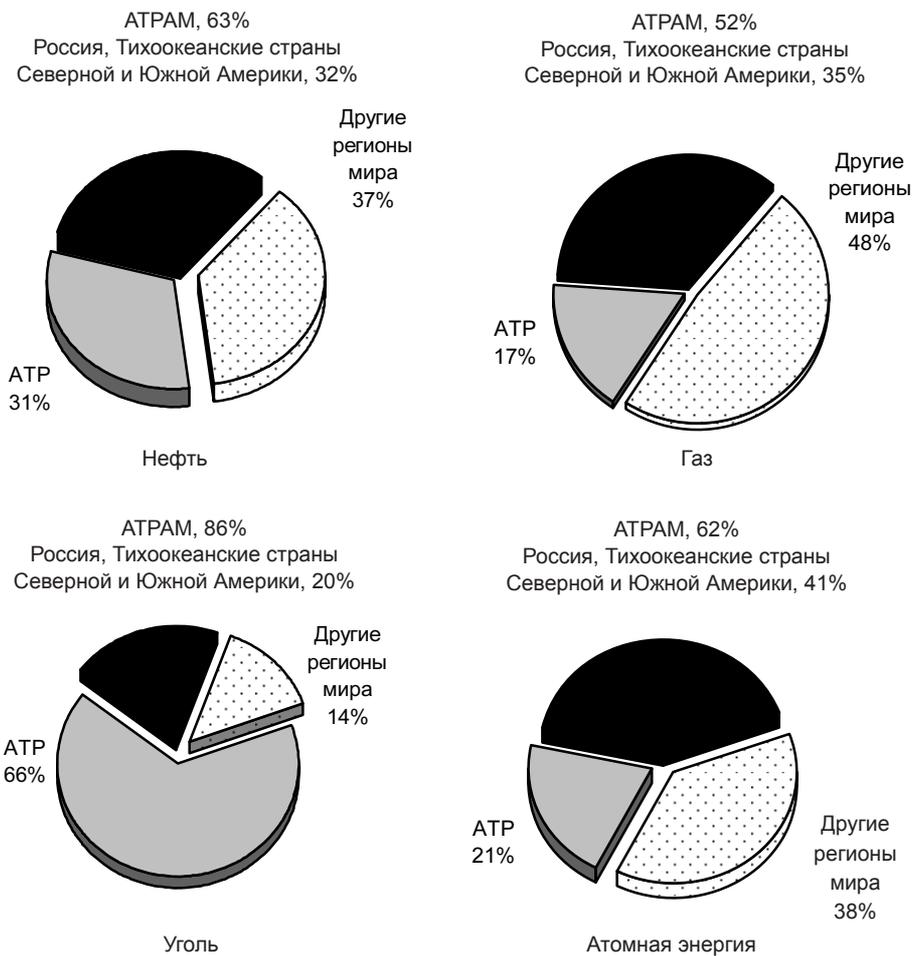 АТРАМ, 63%
Россия, Тихоокеанские страны
Северной и Южной Америки, 32%
Другие
регионы
мира
37%
АТР
31%
Нефть
АТРАМ, 52%
Россия, Тихоокеанские страны
Северной и Южной Америки, 35%
Другие
регионы
мира
48%
АТР
17%
Газ
АТРАМ, 86%
Россия, Тихоокеанские страны
Северной и Южной Америки, 20%
Другие
регионы
мира
14%
АТР
66%
Уголь
АТРАМ, 62%
Россия, Тихоокеанские страны
Северной и Южной Америки, 41%
АТР
21%
Другие
регионы
мира
38%
Атомная энергия